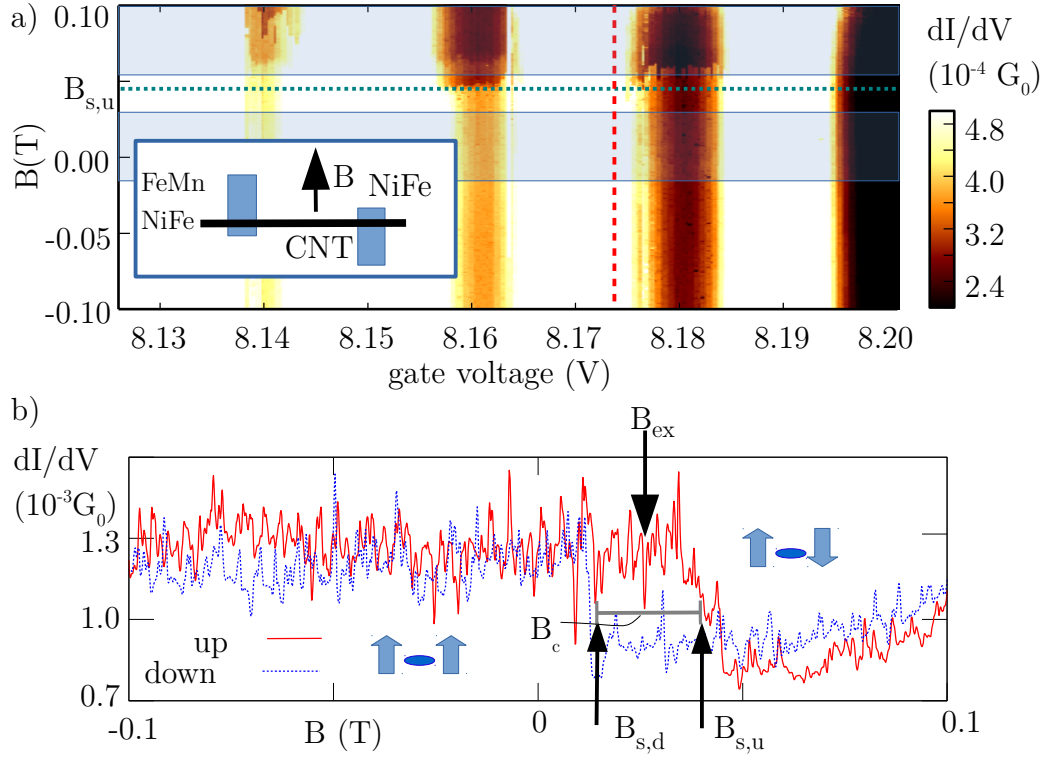 a)
0.10
B_{s,u}
0.00
-0.05
-0.10
B(T)
FeMn
NiFe
B
NiFe
CNT
8.13 8.14 8.15 8.16 8.17 8.18 8.19 8.20
gate voltage (V)
dI/dV
(10^{-4} G_0)
4.8
4.0
3.2
2.4
b)
dI/dV
(10^{-3}G_0)
1.3
1.0
0.7
B_{ex}
B_c
up
down
B_{s,d}
B_{s,u}
-0.1
B (T)
0
0.1